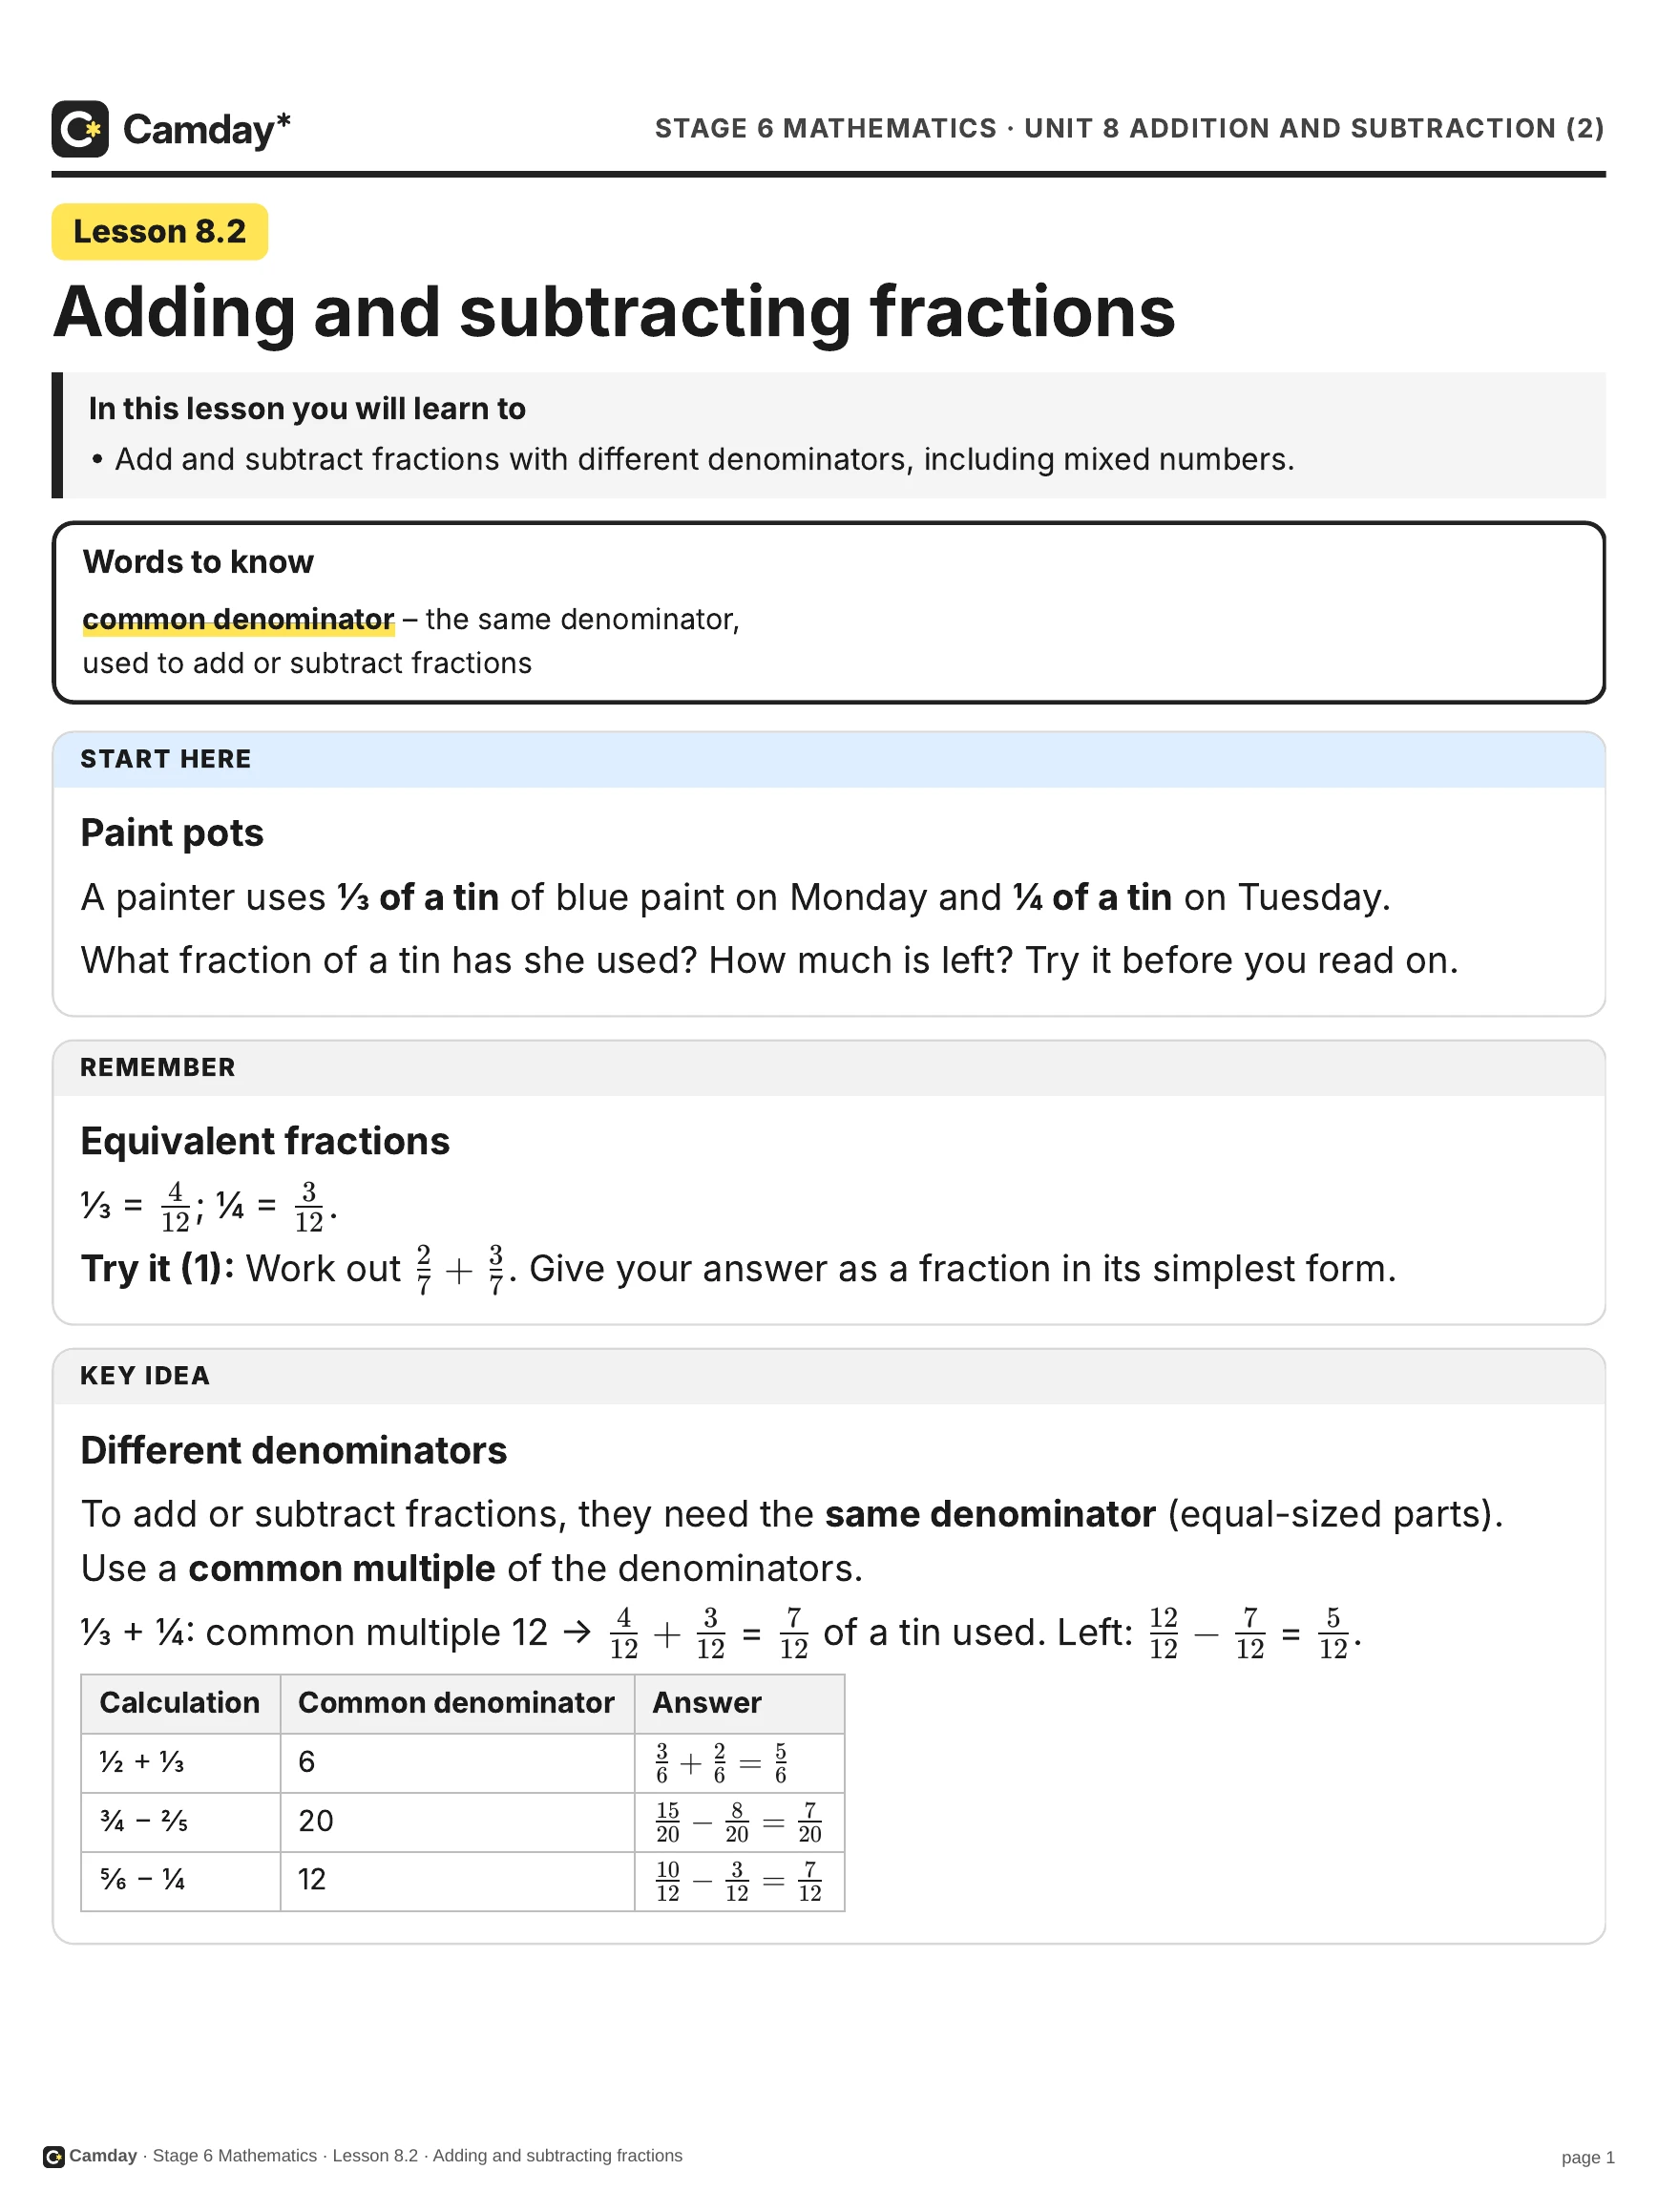 Camday*
STAGE 6 MATHEMATICS · UNIT 8 ADDITION AND SUBTRACTION (2)
Lesson 8.2
Adding and subtracting fractions
In this lesson you will learn to
• Add and subtract fractions with different denominators, including mixed numbers.
Words to know
common denominator – the same denominator,
used to add or subtract fractions
START HERE
Paint pots
A painter uses ⅓ of a tin of blue paint on Monday and ¼ of a tin on Tuesday.
What fraction of a tin has she used? How much is left? Try it before you read on.
REMEMBER
Equivalent fractions
⅓ = 4/12; ¼ = 3/12.
Try it (1): Work out 2/7 + 3/7. Give your answer as a fraction in its simplest form.
KEY IDEA
Different denominators
To add or subtract fractions, they need the same denominator (equal-sized parts).
Use a common multiple of the denominators.
⅓ + ¼: common multiple 12 → 4/12 + 3/12 = 7/12 of a tin used. Left: 12/12 − 7/12 = 5/12.
Calculation Common denominator Answer
½ + ⅓ 6 3/6 + 2/6 = 5/6
¾ − ⅖ 20 15/20 − 8/20 = 7/20
⅚ − ¼ 12 10/12 − 3/12 = 7/12
Camday · Stage 6 Mathematics · Lesson 8.2 · Adding and subtracting fractions
page 1